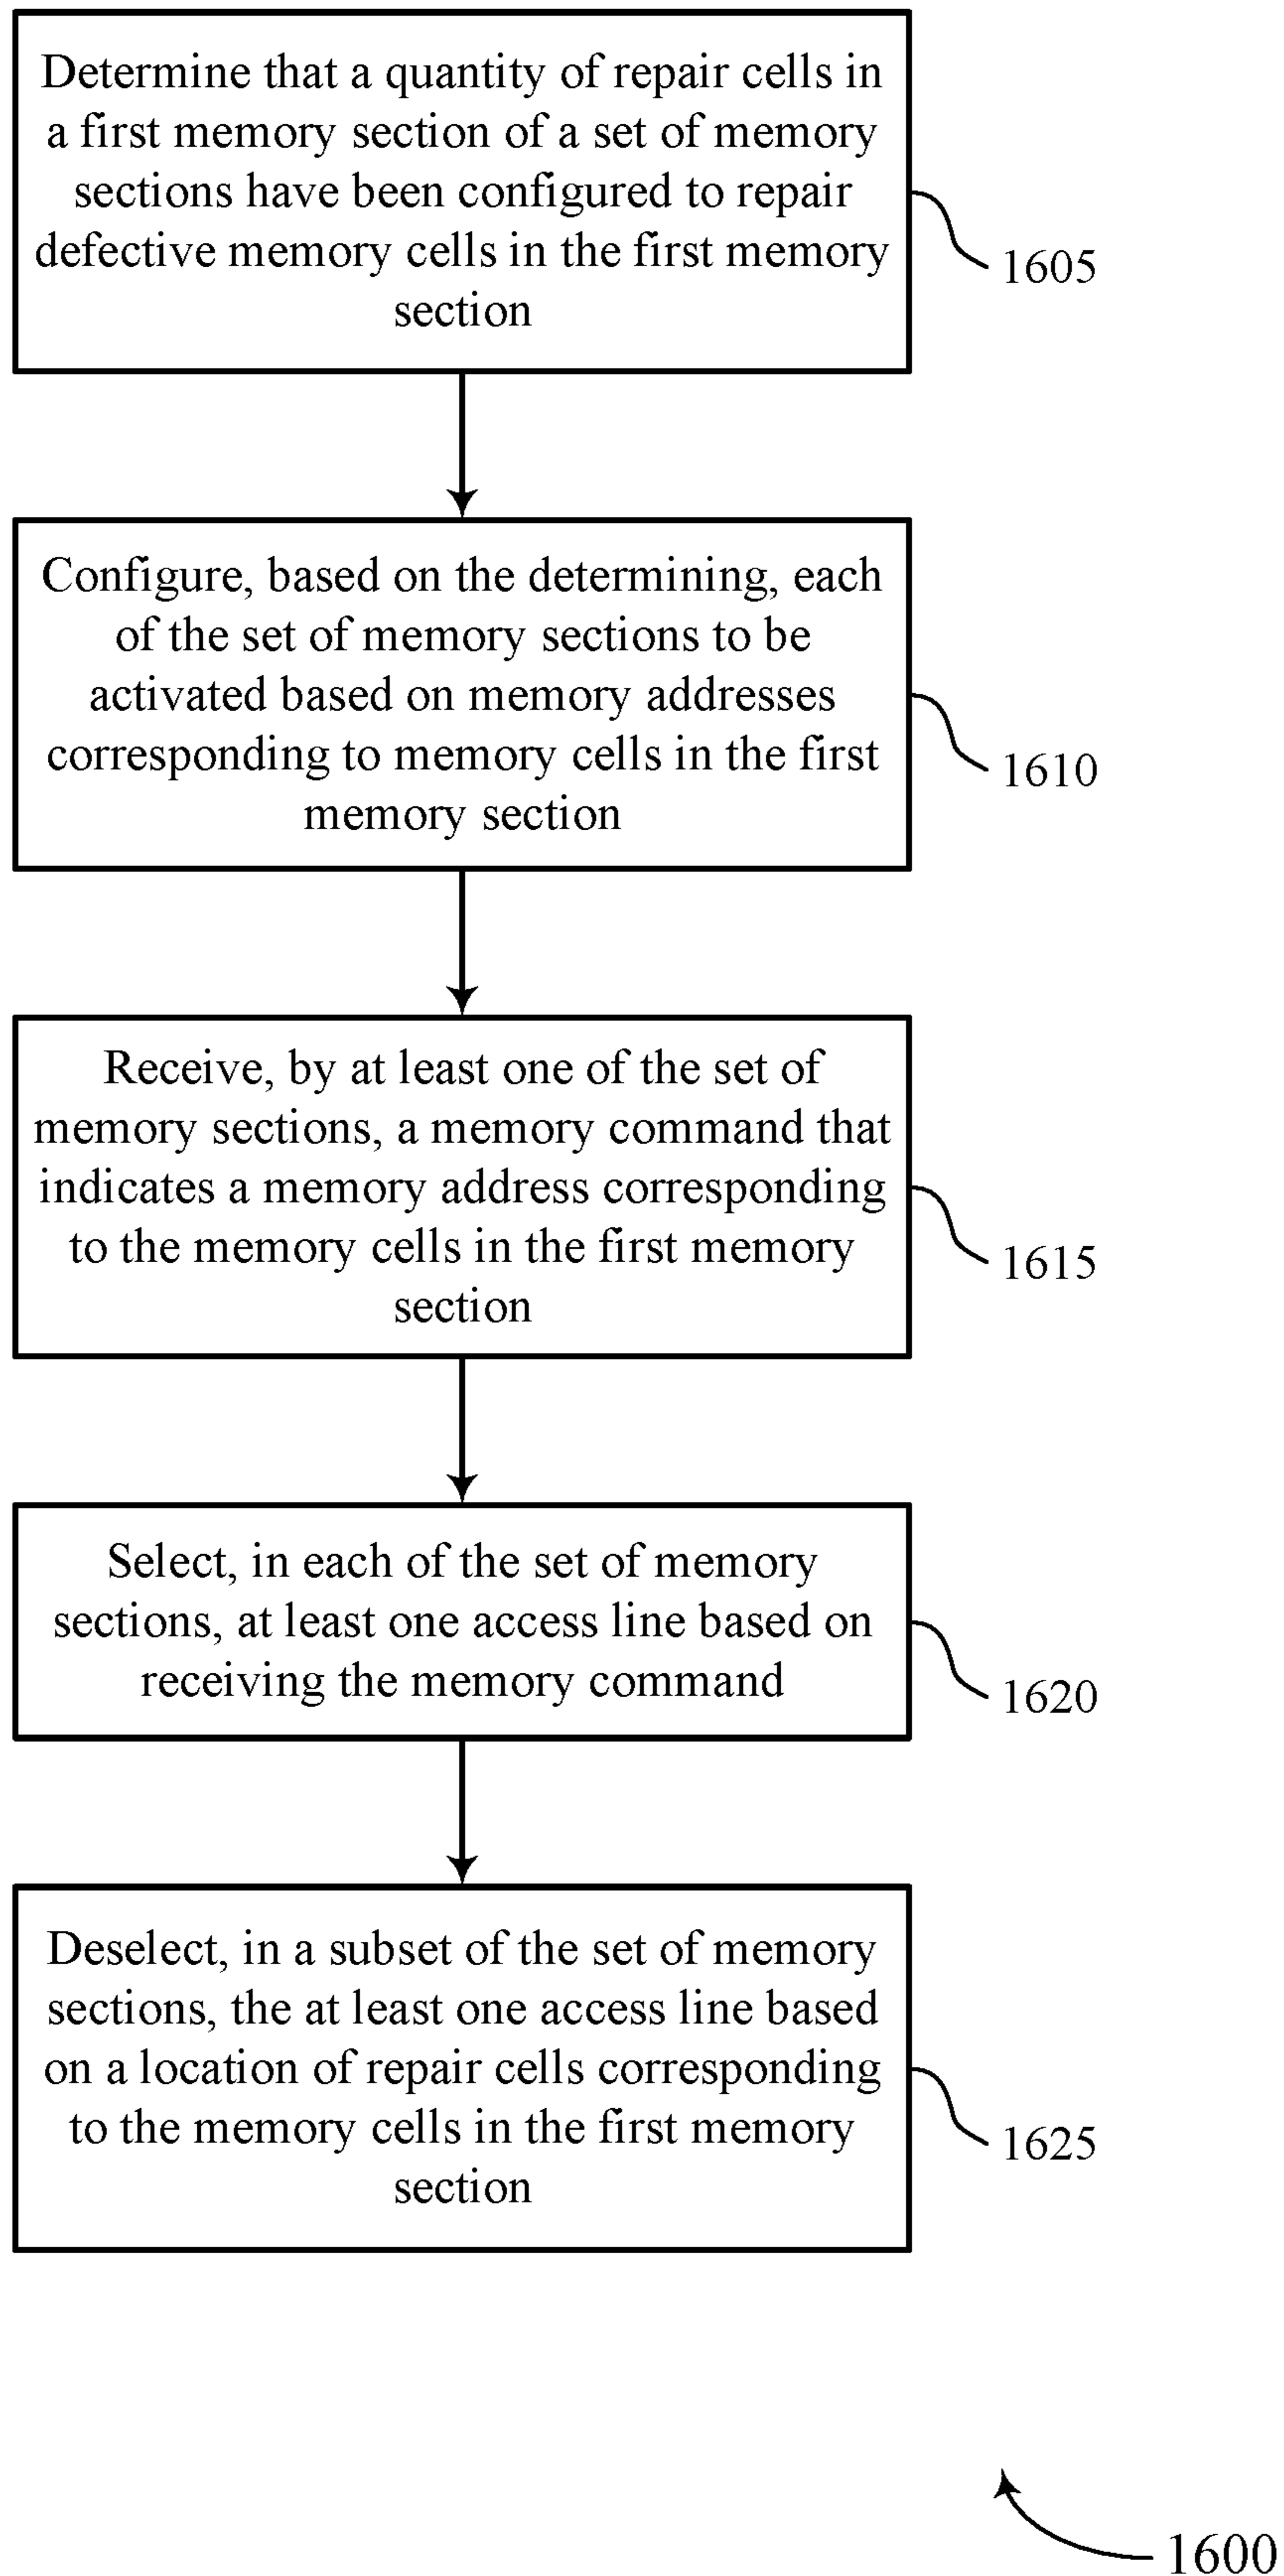 Determine that a quantity of repair cells in
a first memory section of a set of memory
sections have been configured to repair
defective memory cells in the first memory
section
1605
Configure, based on the determining, each
of the set of memory sections to be
activated based on memory addresses
corresponding to memory cells in the first
memory section
1610
Receive, by at least one of the set of
memory sections, a memory command that
indicates a memory address corresponding
to the memory cells in the first memory
section
1615
Select, in each of the set of memory
sections, at least one access line based on
receiving the memory command
1620
Deselect, in a subset of the set of memory
sections, the at least one access line based
on a location of repair cells corresponding
to the memory cells in the first memory
section
1625
1600